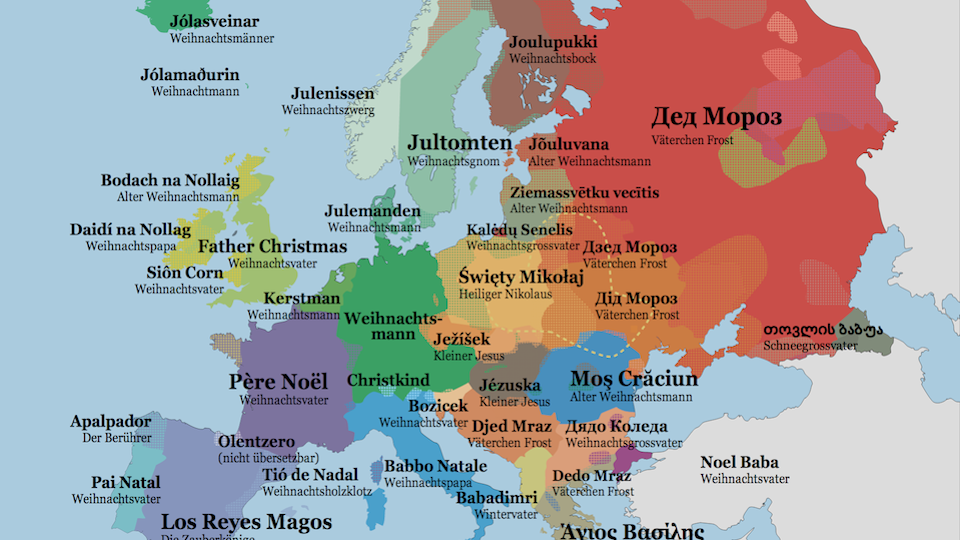 Jólasveinar
Weihnachtsmänner
Jólamaðurin
Weihnachtmann
Julenissen
Weihnachtszwerg
Joulupukki
Weihnachtsbock
Дед Мороз
Väterchen Frost
Jultomten
Weihnachtsgnom
Jõuluvana
Alter Weihnachtsmann
Bodach na Nollaig
Alter Weihnachtsmann
Ziemassvētku vecītis
Alter Weihnachtsmann
Julemanden
Weihnachtsmann
Daidí na Nollag
Weihnachtspapa
Father Christmas
Weihnachtsvater
Kalėdų Senelis
Weihnachtsgrossvater
Дзед Мороз
Väterchen Frost
Siôn Corn
Weihnachtsvater
Święty Mikołaj
Heiliger Nikolaus
Kerstman
Weihnachtsmann
Дід Мороз
Väterchen Frost
Weihnachts-
mann
Ježíšek
Kleiner Jesus
თოვლის ბაბუა
Schneegrossvater
Père Noël
Weihnachtsvater
Christkind
Jézuska
Kleiner Jesus
Moş Crăciun
Alter Weihnachtsmann
Bozicek
Weihnachtsvater
Apalpador
Der Berührer
Djed Mraz
Väterchen Frost
Дядо Коледа
Weihnachtsgrossvater
Olentzero
(nicht übersetzbar)
Tió de Nadal
Weihnachtsholzklotz
Babbo Natale
Weihnachtspapa
Dedo Mraz
Väterchen Frost
Noel Baba
Weihnachtsvater
Pai Natal
Weihnachtsvater
Babadimri
Wintervater
Los Reyes Magos
Die Zauberkönige
Άγιος Βασίλης